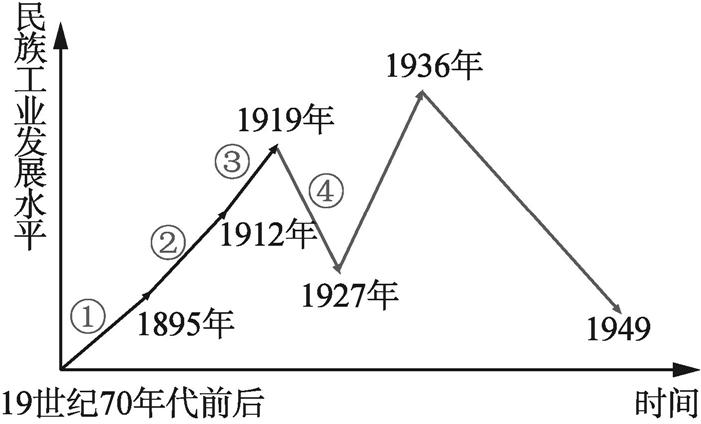 民族工业发展水平
1936年
1919年
③
④
②
1912年
1927年
①
1895年
1949
19世纪70年代前后
时间